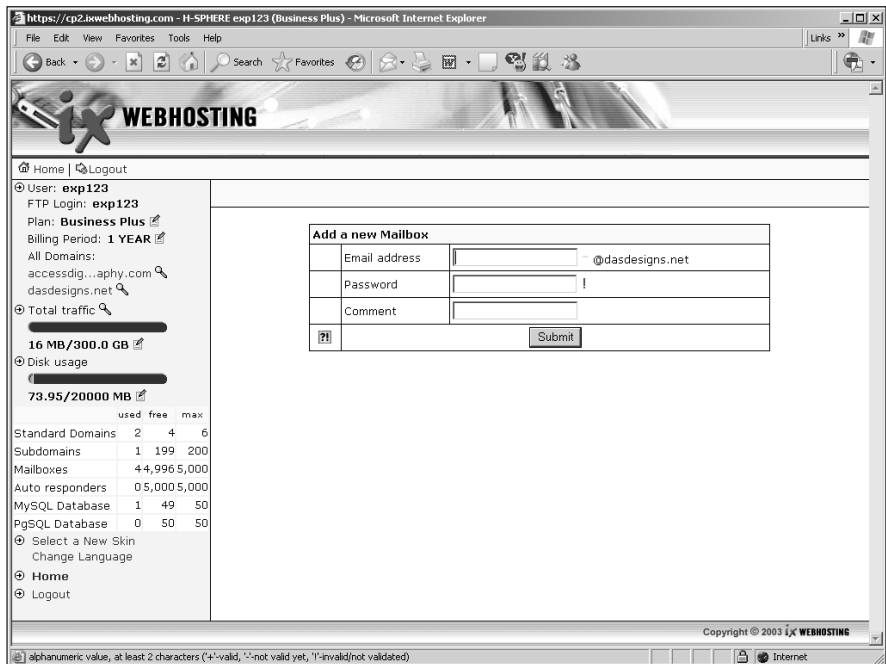 https://cp2.ixwebhosting.com - H-SPHERE exp123 (Business Plus) - Microsoft Internet Explorer
File Edit View Favorites Tools Help Links »
Back Search Favorites
ix WEBHOSTING
Home | Logout
User: exp123
FTP Login: exp123
Plan: Business Plus
Billing Period: 1 YEAR
All Domains:
accessdig...aphy.com
dasdesigns.net
Total traffic
16 MB/300.0 GB
Disk usage
73.95/20000 MB
used free max
Standard Domains 2 4 6
Subdomains 1 199 200
Mailboxes 4 4,996 5,000
Auto responders 0 5,000 5,000
MySQL Database 1 49 50
PgSQL Database 0 50 50
Select a New Skin
Change Language
Home
Logout
Add a new Mailbox
Email address - @dasdesigns.net
Password !
Comment
?! Submit
Copyright © 2003 ix WEBHOSTING
alphanumeric value, at least 2 characters ('+'-valid, '-'-not valid yet, '!'-invalid/not validated) Internet